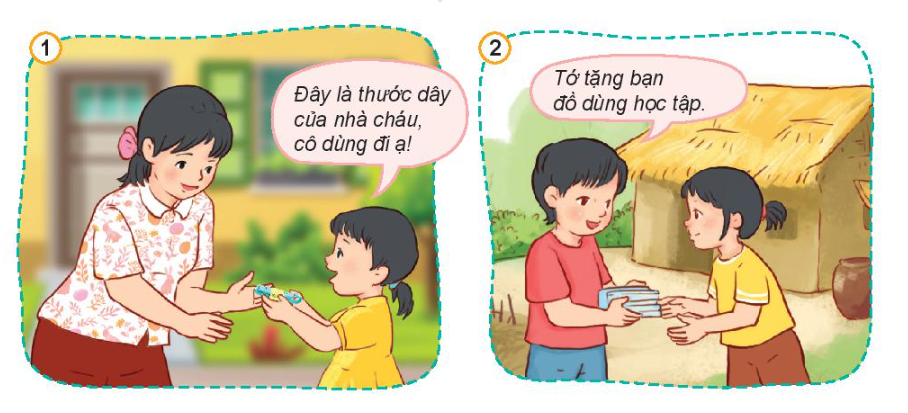 1
Đây là thước dây
của nhà cháu,
cô dùng đi ạ!
2
Tớ tặng bạn
đồ dùng học tập.